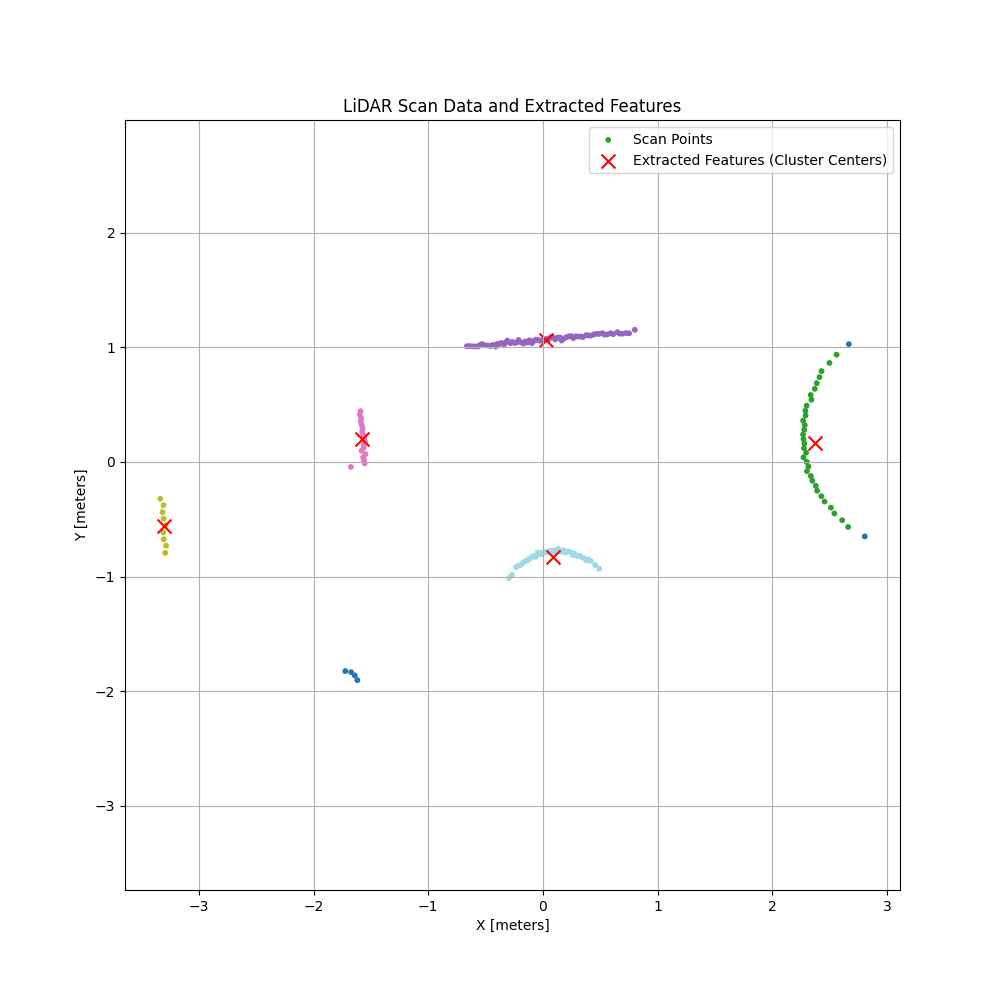 LiDAR Scan Data and Extracted Features
Scan Points
Extracted Features (Cluster Centers)
2
1
0
−1
−2
−3
Y [meters]
−3
−2
−1
0
1
2
3
X [meters]